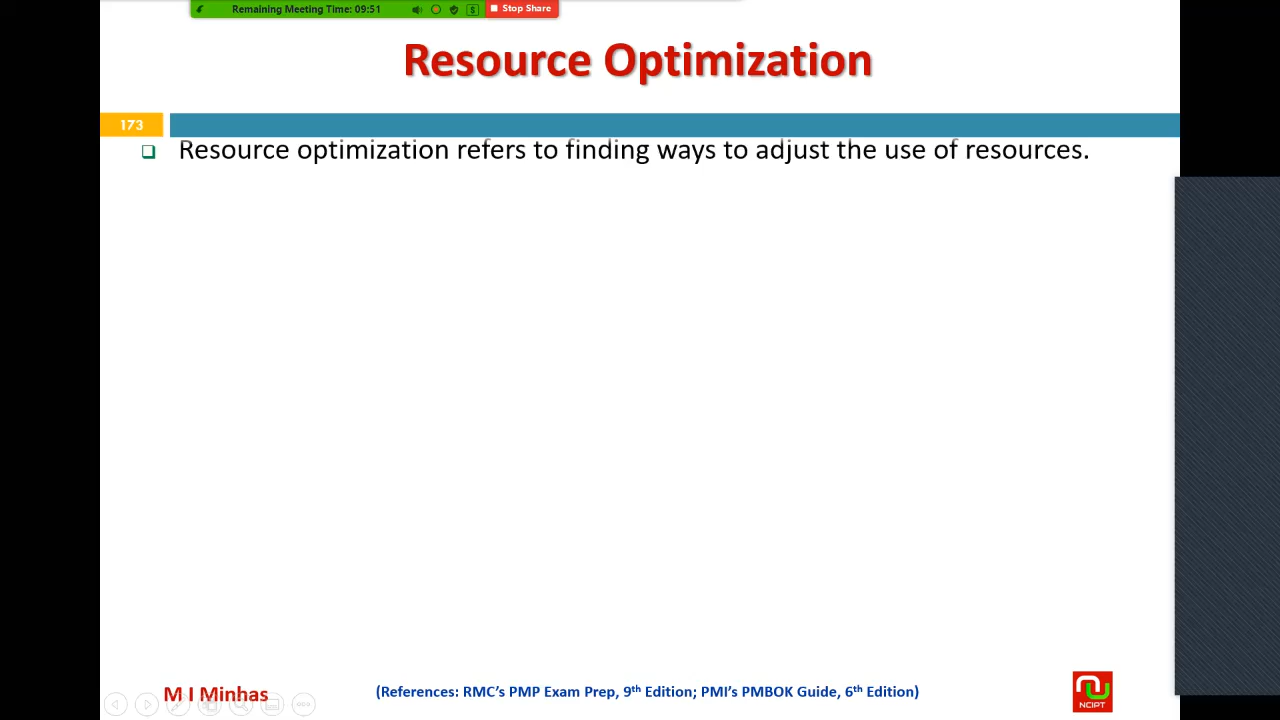 Remaining Meeting Time: 09:51 Stop Share
Resource Optimization
173
Resource optimization refers to finding ways to adjust the use of resources.
M I Minhas
(References: RMC's PMP Exam Prep, 9th Edition; PMI's PMBOK Guide, 6th Edition)
NCIPT